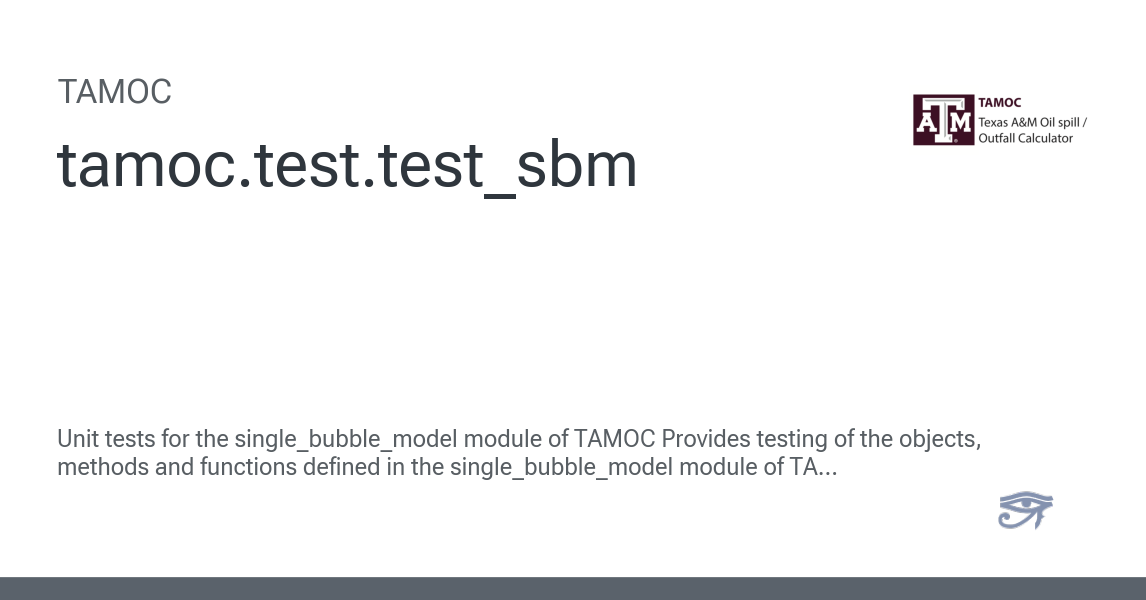 TAMOC
tamoc.test.test_sbm
ATM
TAMOC
Texas A&M Oil spill /
Outfall Calculator
Unit tests for the single_bubble_model module of TAMOC Provides testing of the objects,
methods and functions defined in the single_bubble_model module of TA...